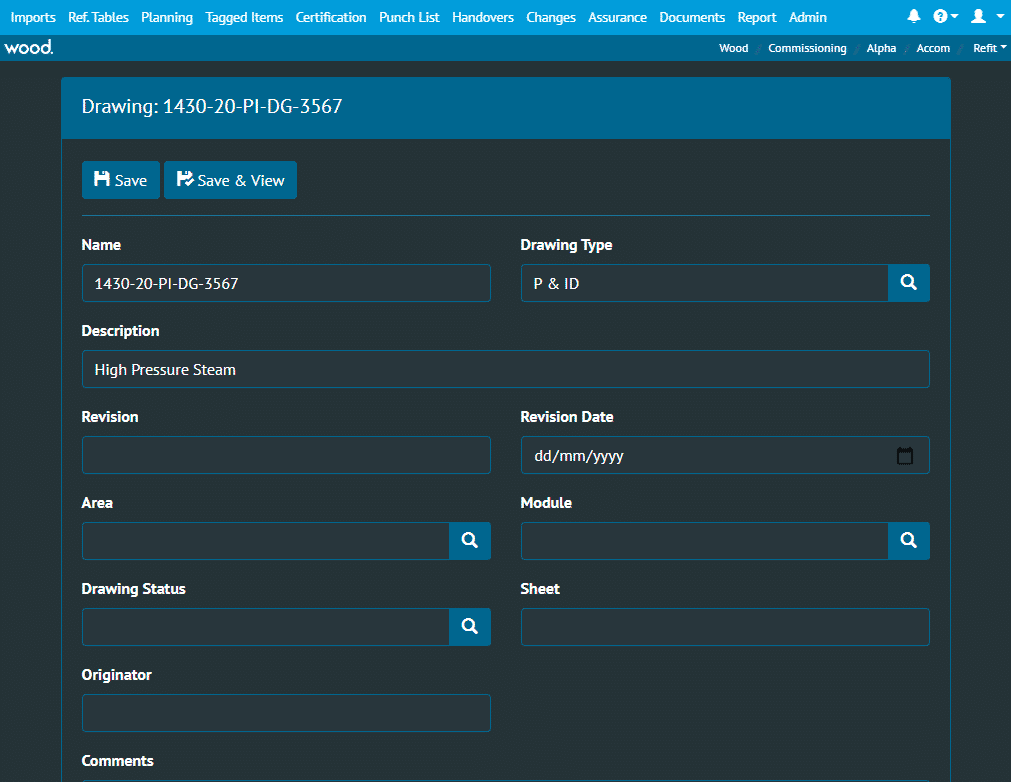 Imports Ref. Tables Planning Tagged Items Certification Punch List Handovers Changes Assurance Documents Report Admin
wood. Wood / Commissioning / Alpha / Accom / Refit
Drawing: 1430-20-PI-DG-3567
Save Save & View
Name Drawing Type
1430-20-PI-DG-3567 P & ID
Description
High Pressure Steam
Revision Revision Date
dd/mm/yyyy
Area Module
Drawing Status Sheet
Originator
Comments